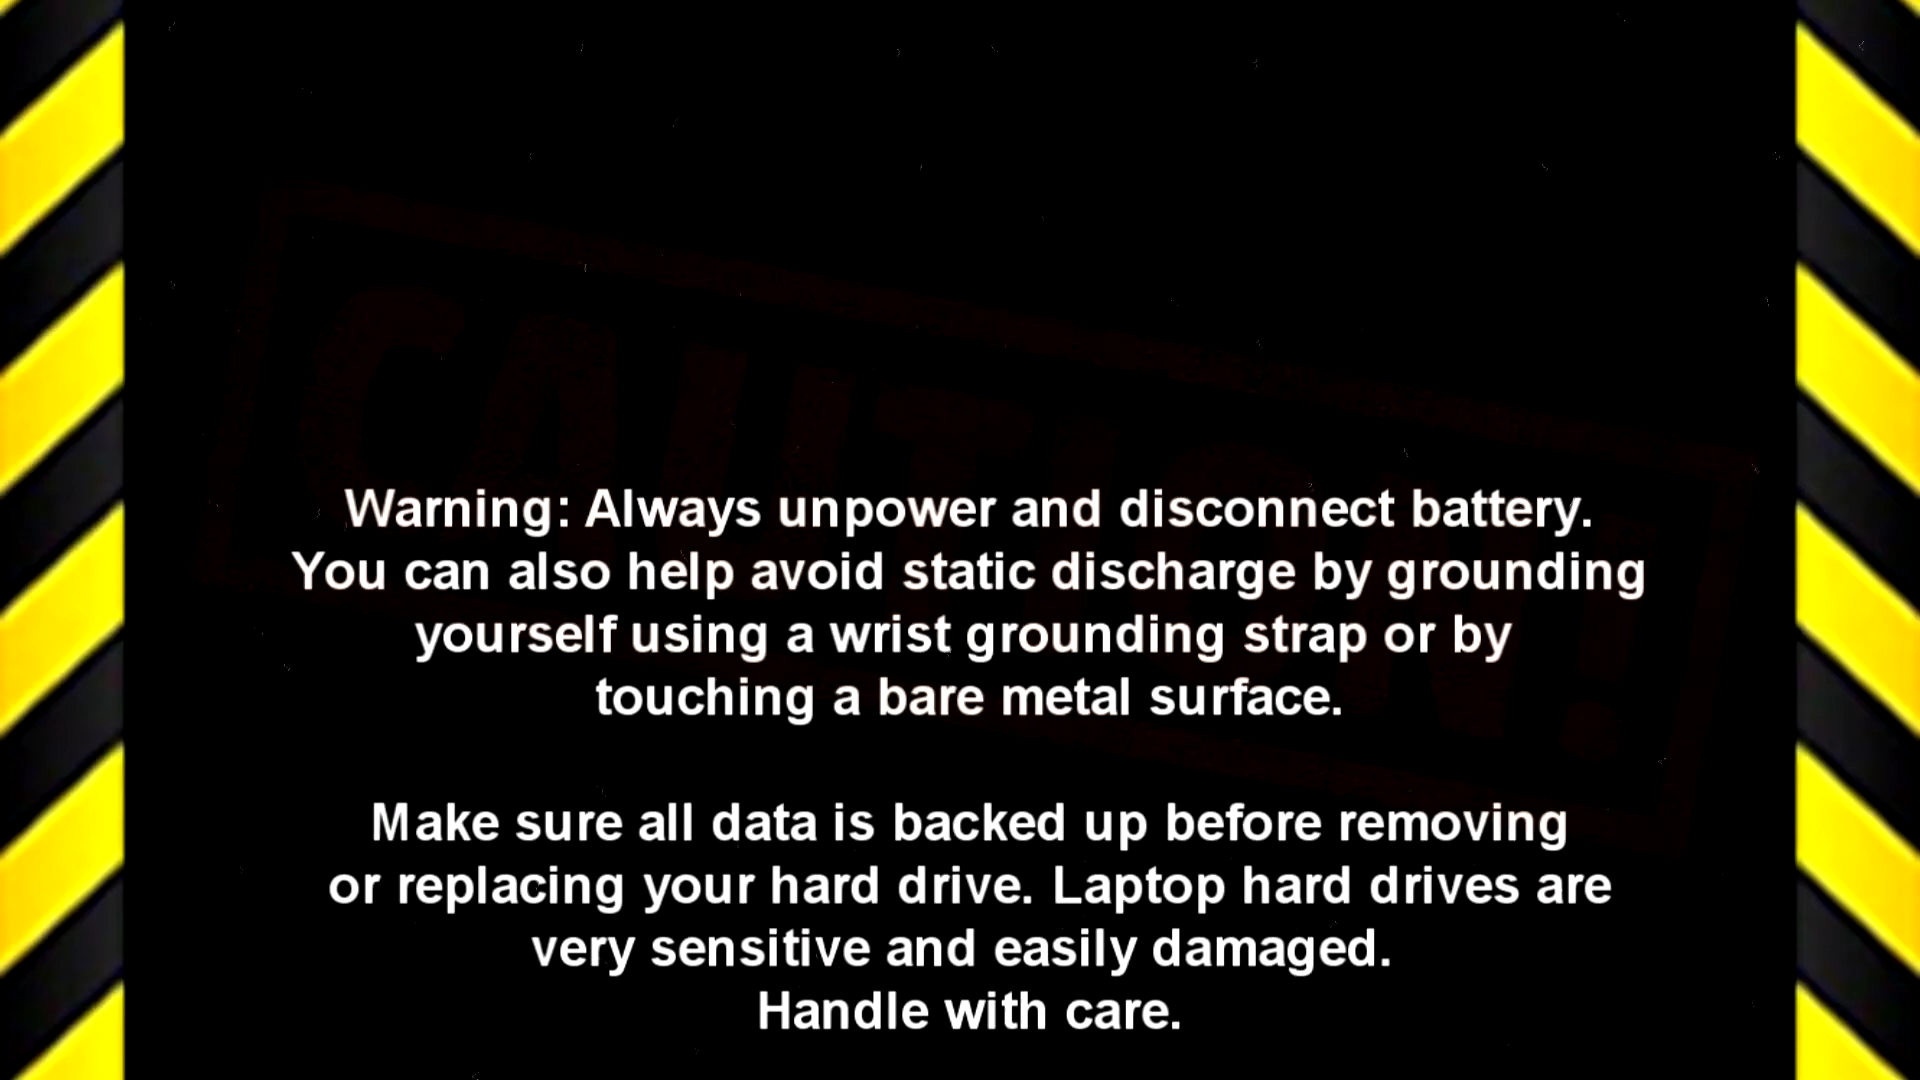 CAUTION!
Warning: Always unpower and disconnect battery.
You can also help avoid static discharge by grounding
yourself using a wrist grounding strap or by
touching a bare metal surface.
Make sure all data is backed up before removing
or replacing your hard drive. Laptop hard drives are
very sensitive and easily damaged.
Handle with care.